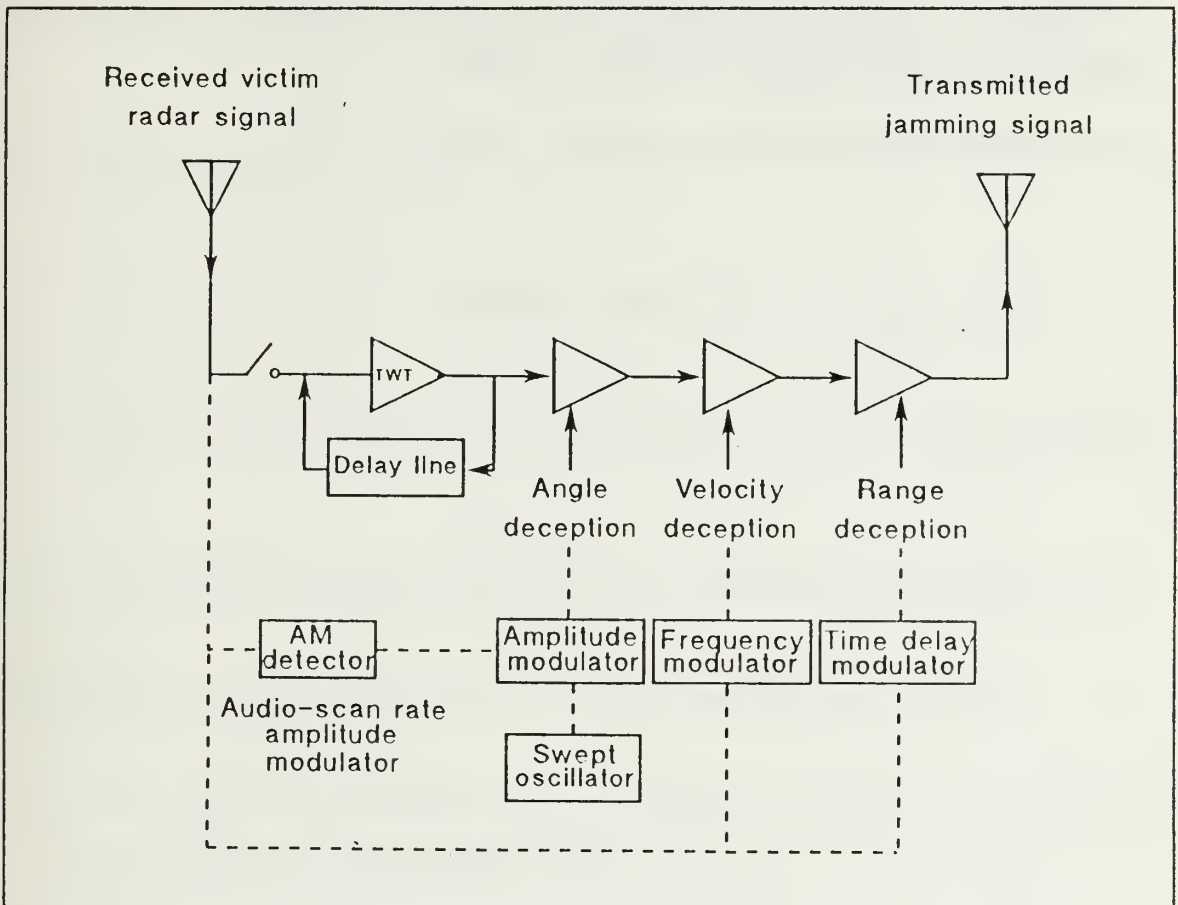 Received victim
radar signal
Transmitted
jamming signal
TWT
Delay line
Angle
deception
Velocity
deception
Range
deception
AM
detector
Amplitude
modulator
Frequency
modulator
Time delay
modulator
Audio-scan rate
amplitude
modulator
Swept
oscillator